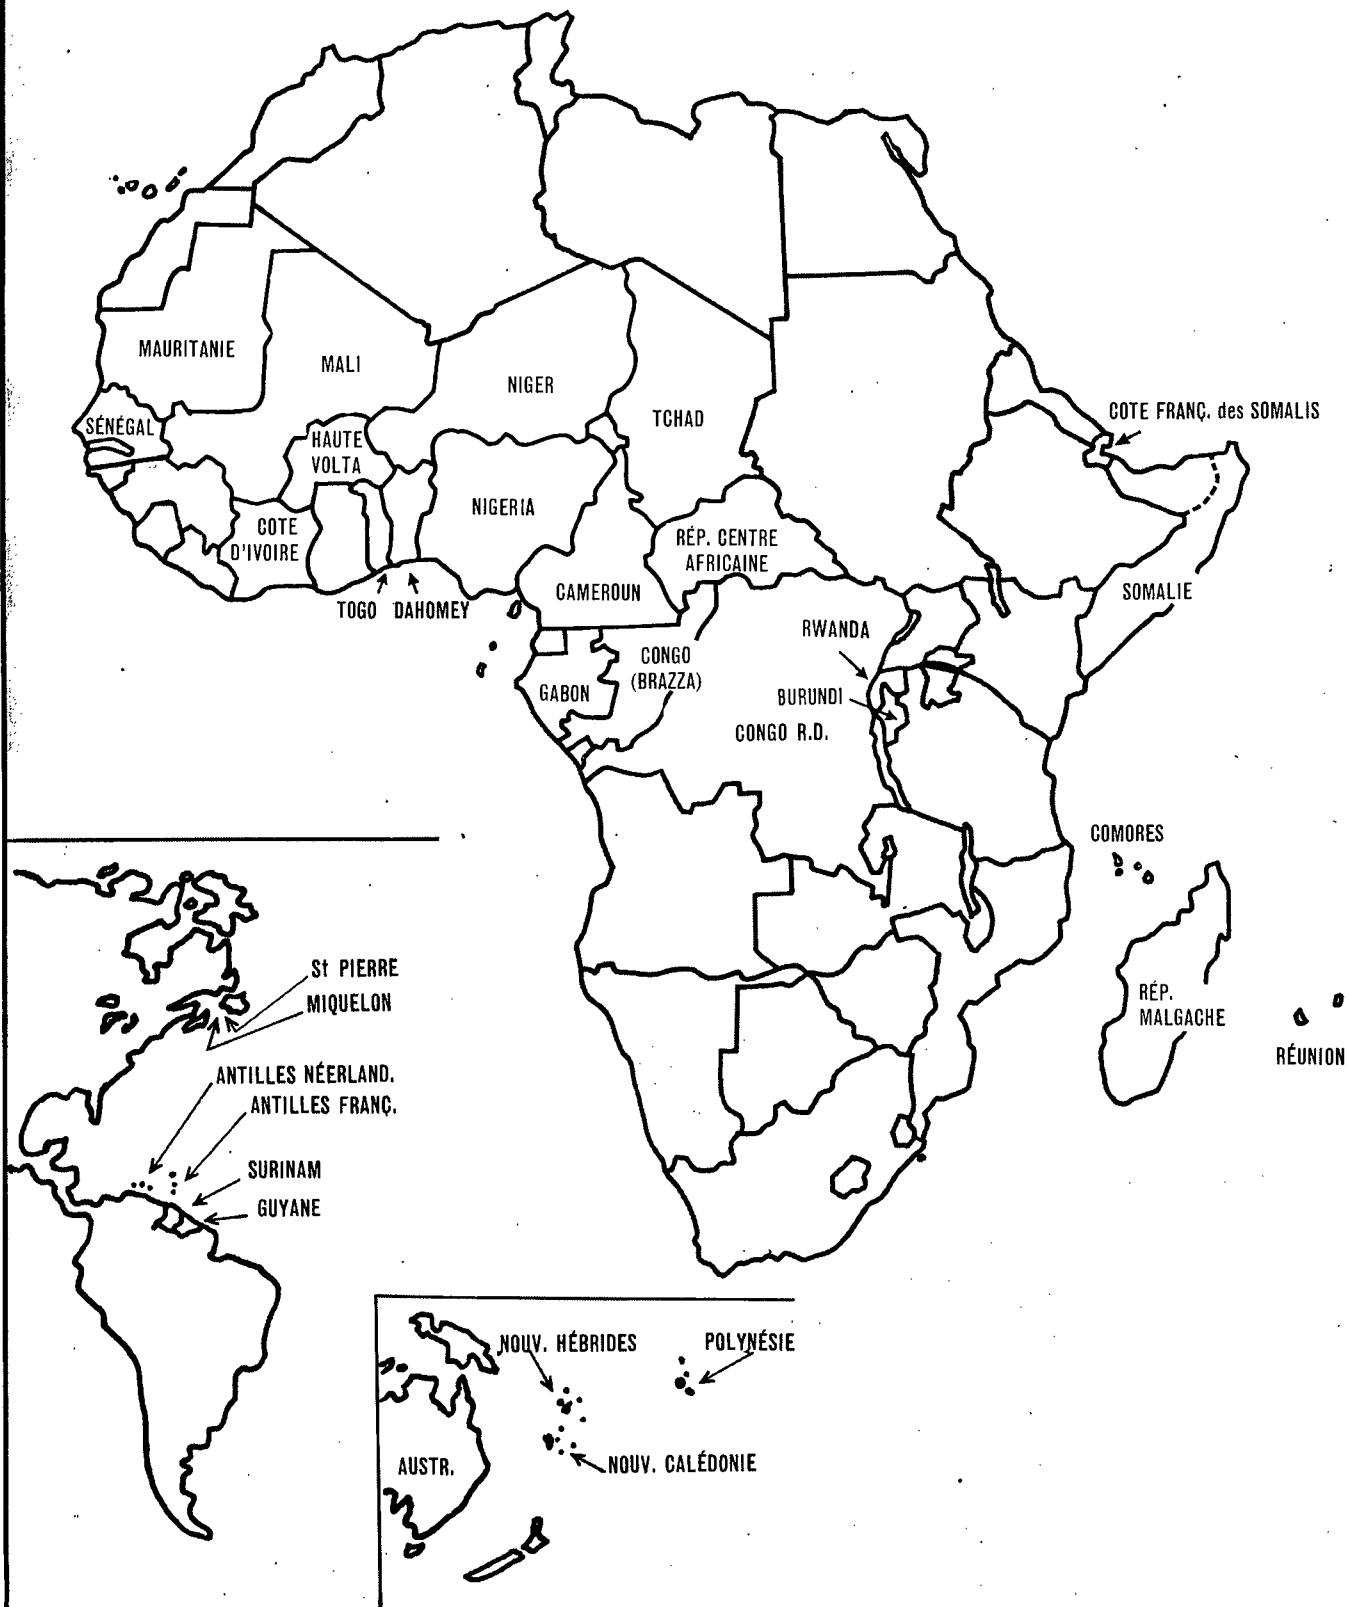 MAURITANIE
MALI
NIGER
TCHAD
SÉNÉGAL
HAUTE
VOLTA
COTE FRANÇ. des SOMALIS
NIGERIA
COTE
D'IVOIRE
RÉP. CENTRE
AFRICAINE
CAMEROUN
SOMALIE
TOGO DAHOMEY
RWANDA
CONGO
(BRAZZA)
GABON
BURUNDI
CONGO R.D.
COMORES
RÉP.
MALGACHE
RÉUNION
St PIERRE
MIQUELON
ANTILLES NÉERLAND.
ANTILLES FRANÇ.
SURINAM
GUYANE
NOUV. HÉBRIDES
POLYNÉSIE
AUSTR.
NOUV. CALÉDONIE